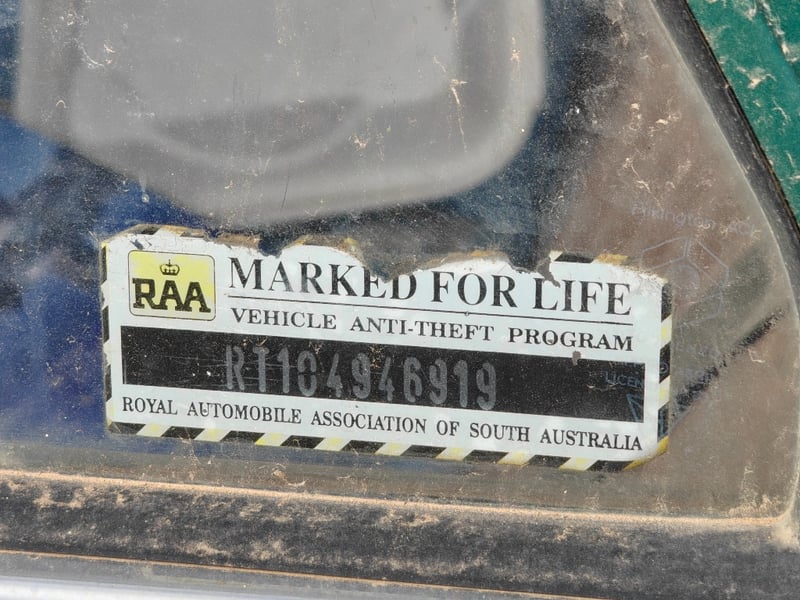 RAA
MARKED FOR LIFE
VEHICLE ANTI-THEFT PROGRAM
RT104946919
ROYAL AUTOMOBILE ASSOCIATION OF SOUTH AUSTRALIA